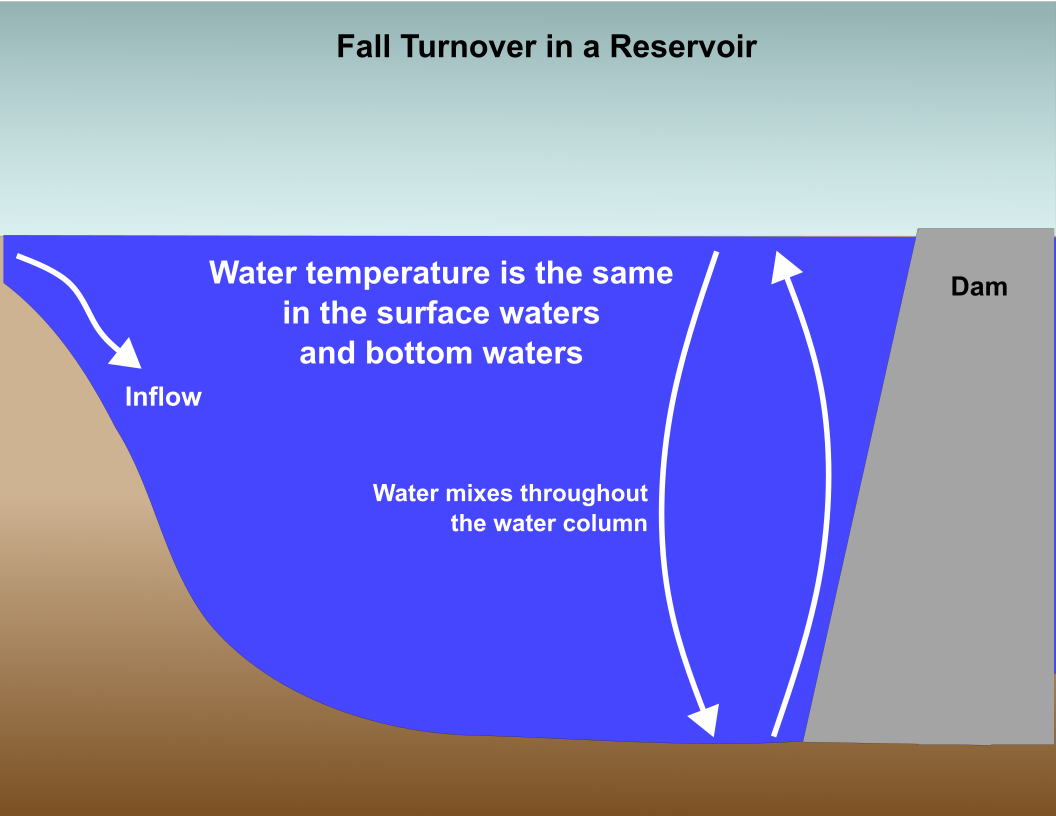 Fall Turnover in a Reservoir
Water temperature is the same
in the surface waters
and bottom waters
Dam
Inflow
Water mixes throughout
the water column